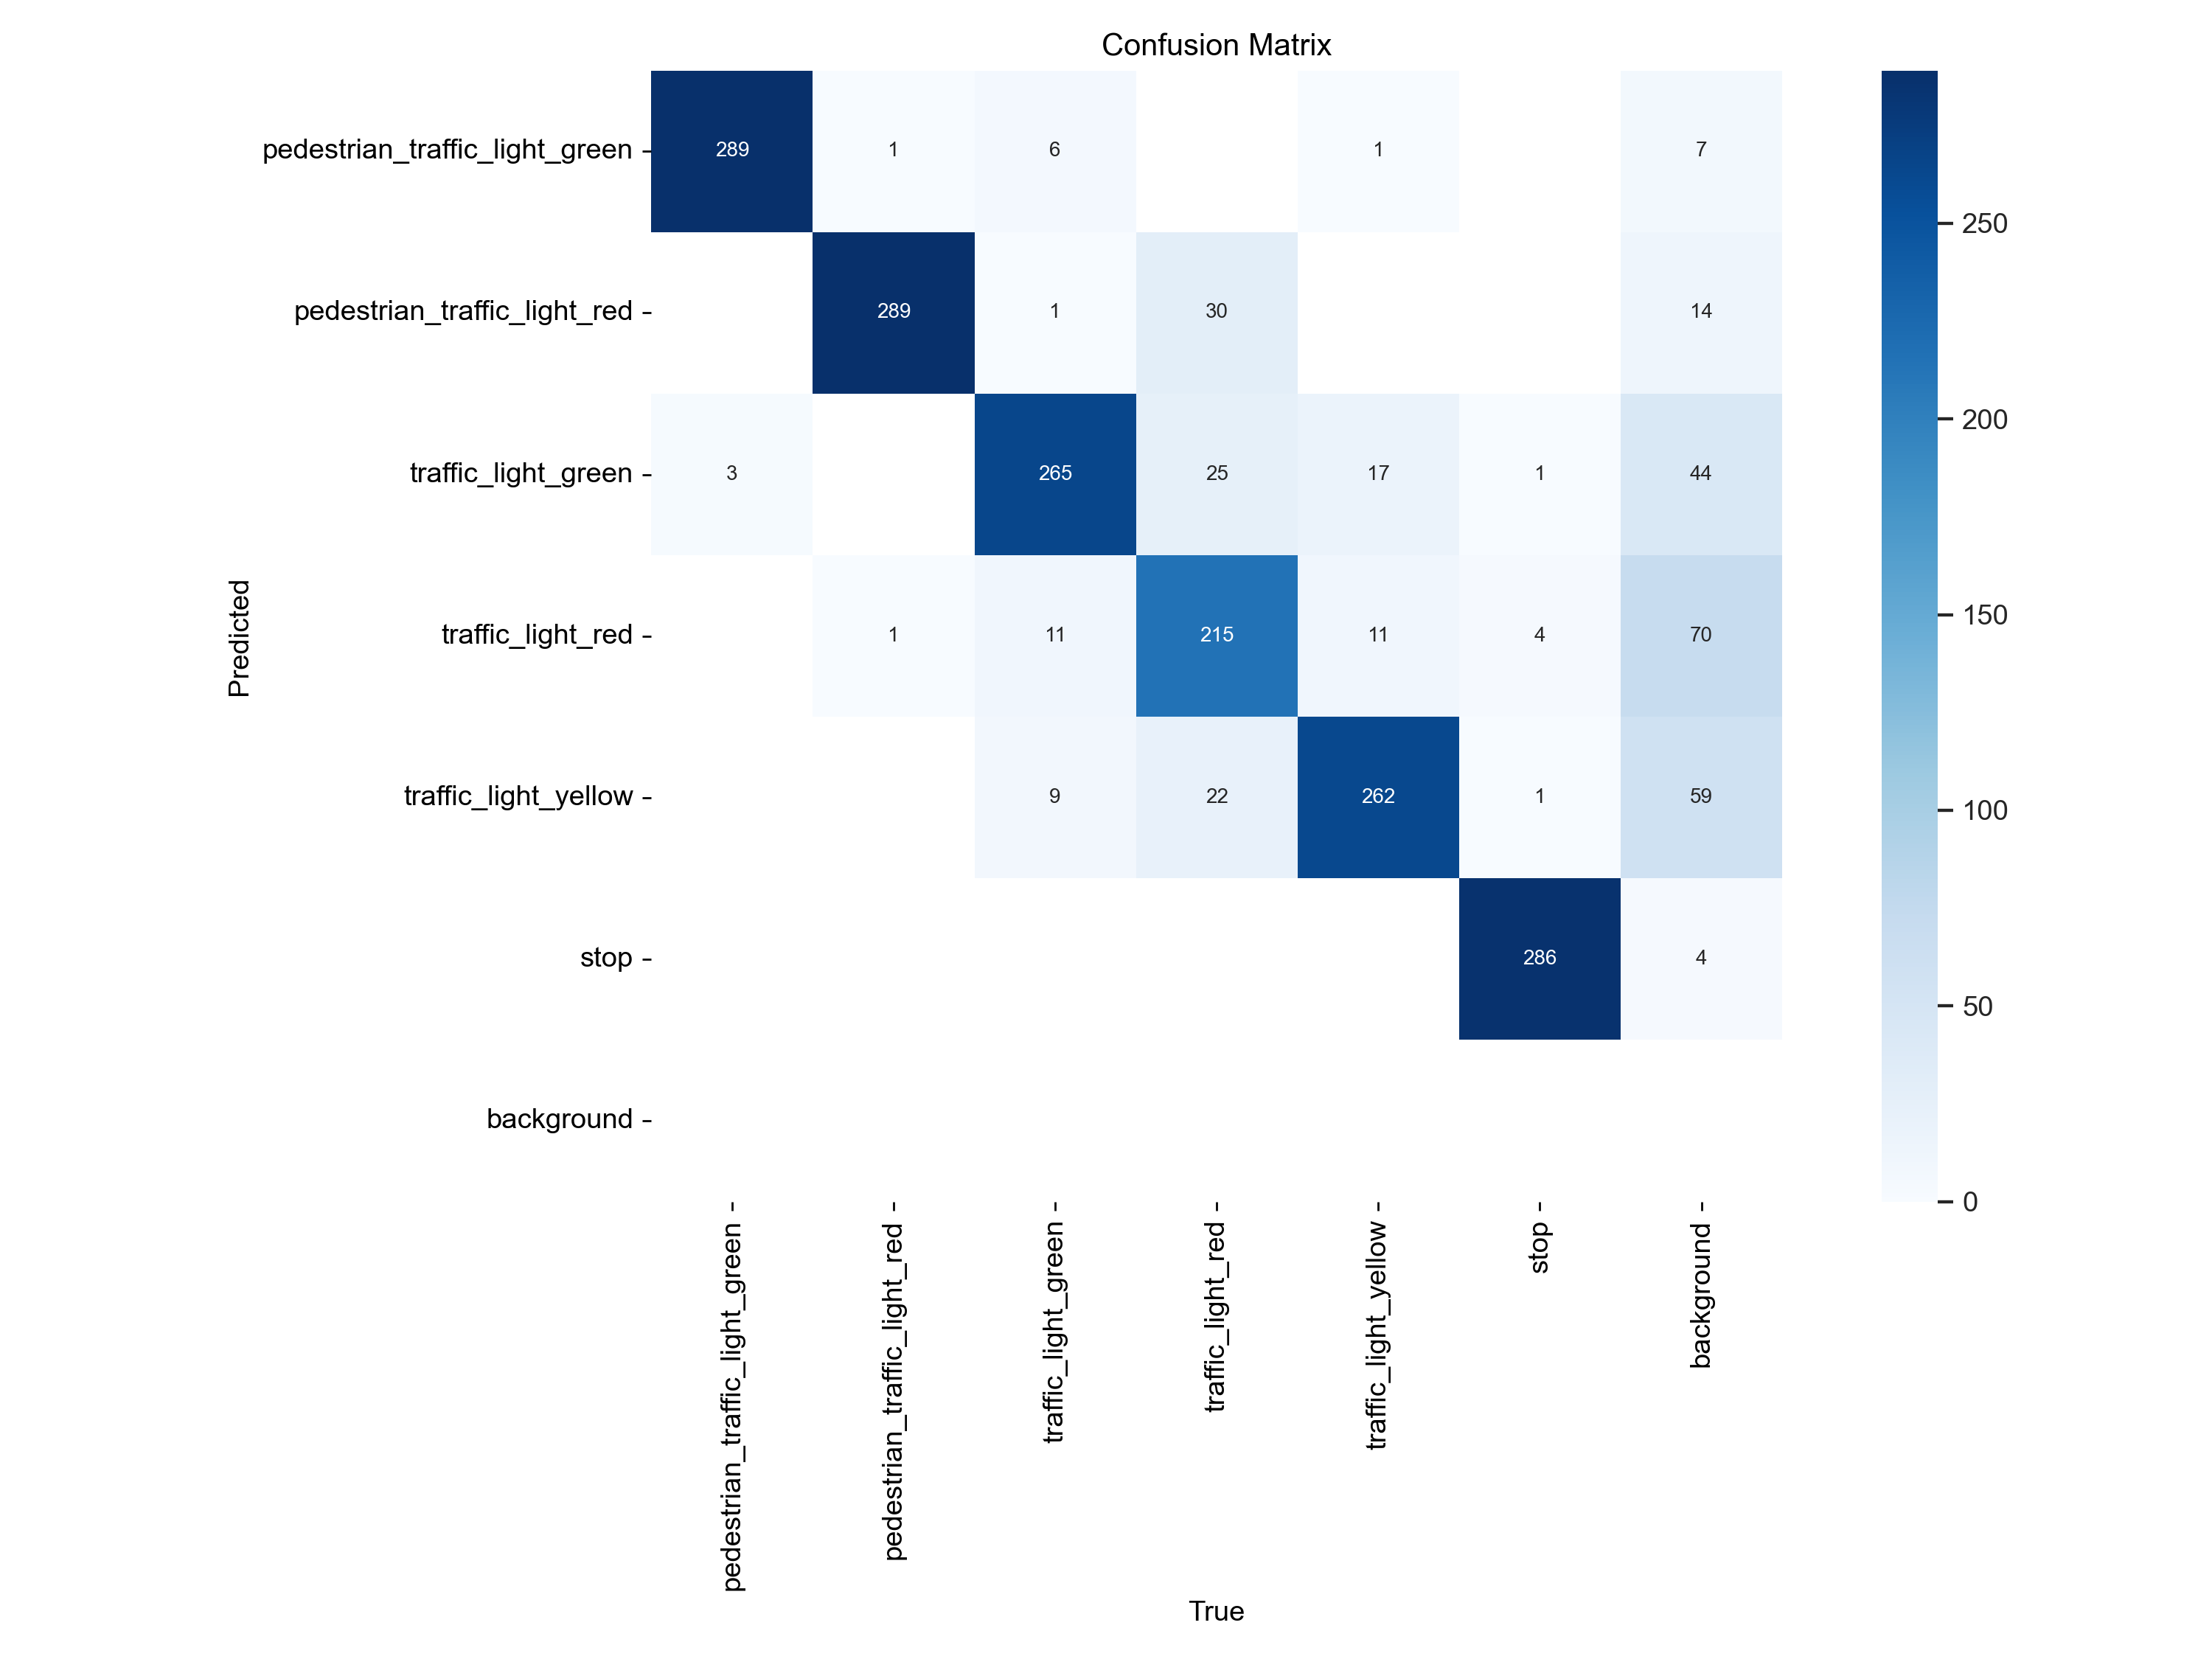 Confusion Matrix
pedestrian_traffic_light_green 289 1 6 1 7
pedestrian_traffic_light_red 289 1 30 14
traffic_light_green 3 265 25 17 1 44
traffic_light_red 1 11 215 11 4 70
traffic_light_yellow 9 22 262 1 59
stop 286 4
background
Predicted
pedestrian_traffic_light_green
pedestrian_traffic_light_red
traffic_light_green
traffic_light_red
traffic_light_yellow
stop
background
True
250
200
150
100
50
0